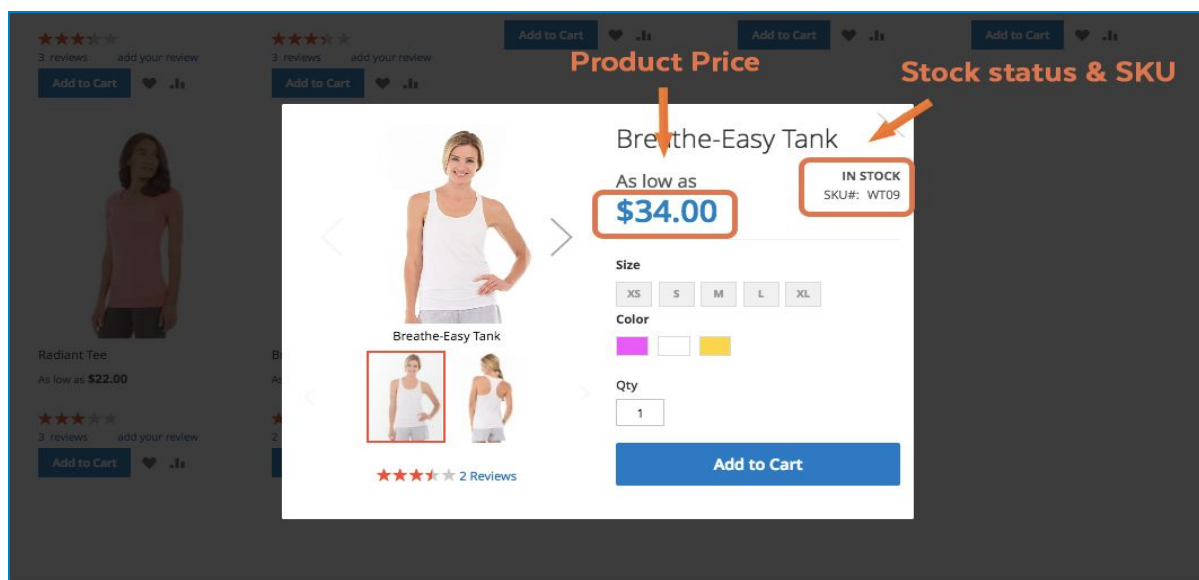 Add to Cart
Add to Cart
Add to Cart
3 reviews add your review
3 reviews add your review
Add to Cart
Add to Cart
Product Price
Stock status & SKU
Breathe-Easy Tank
As low as
$34.00
IN STOCK
SKU#: WT09
Size
XS S M L XL
Color
Qty
1
Add to Cart
Breathe-Easy Tank
2 Reviews
Radiant Tee
As low as $22.00
3 reviews add your review
2
Add to Cart